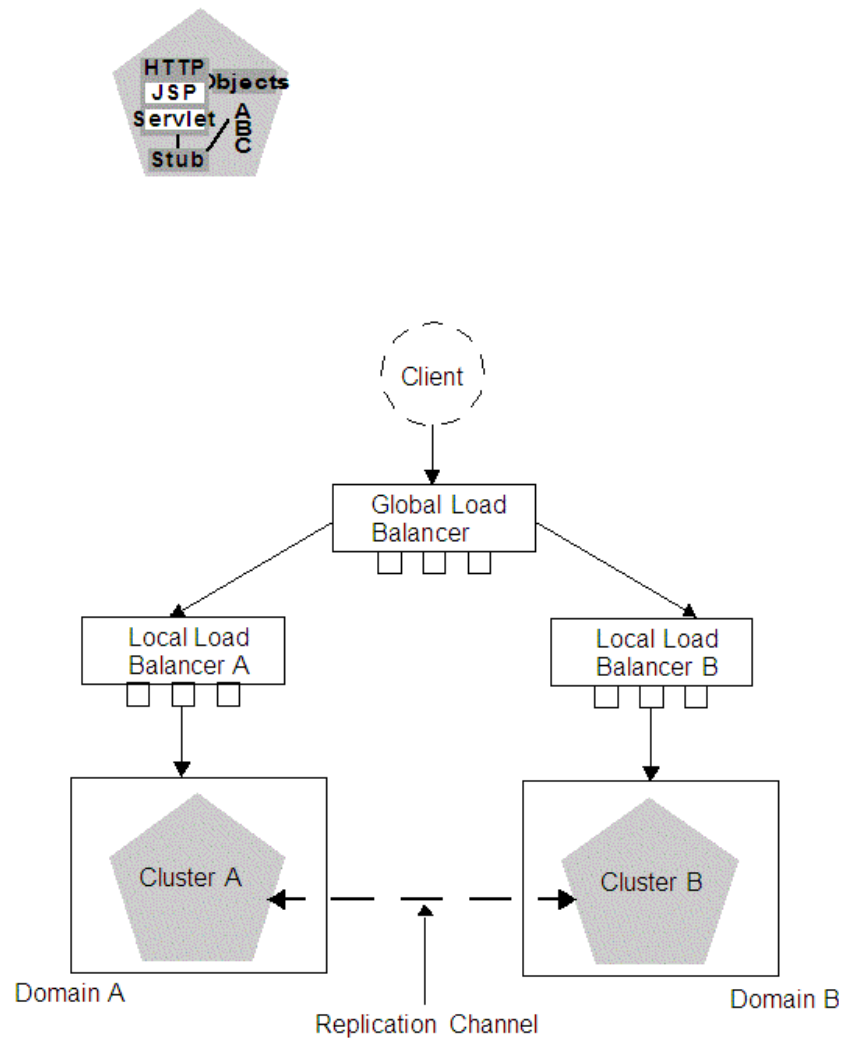 HTTP
Objects
JSP
Servlet
A
B
C
Stub
Client
Global Load
Balancer
Local Load
Balancer A
Local Load
Balancer B
Cluster A
Cluster B
Domain A
Domain B
Replication Channel